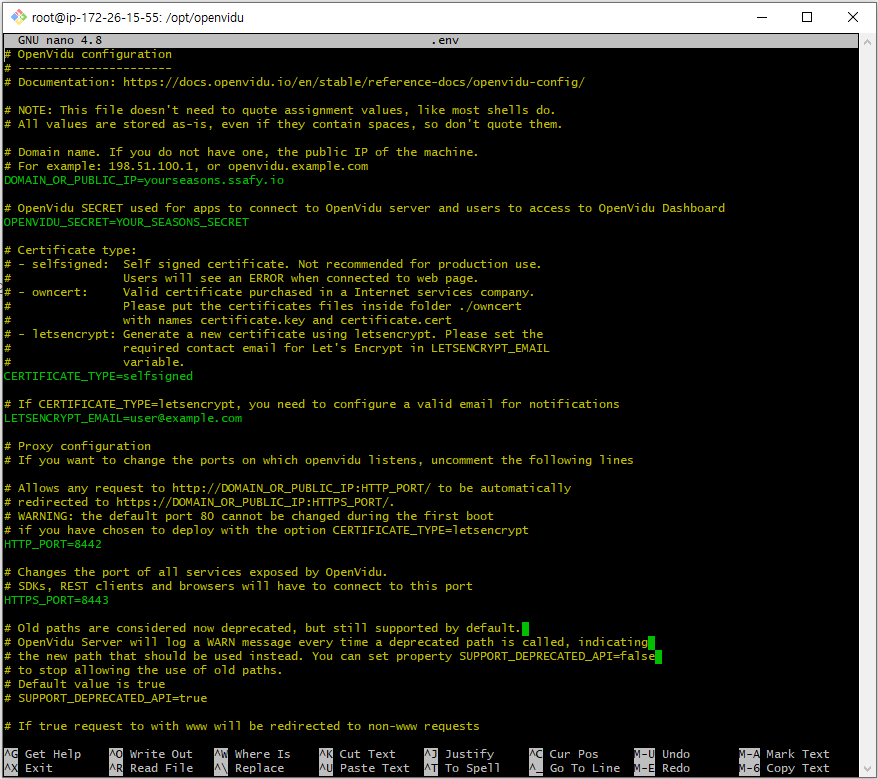 root@ip-172-26-15-55: /opt/openvidu
GNU nano 4.8 .env
# OpenVidu configuration
# ----------------------
# Documentation: https://docs.openvidu.io/en/stable/reference-docs/openvidu-config/
# NOTE: This file doesn't need to quote assignment values, like most shells do.
# All values are stored as-is, even if they contain spaces, so don't quote them.
# Domain name. If you do not have one, the public IP of the machine.
# For example: 198.51.100.1, or openvidu.example.com
DOMAIN_OR_PUBLIC_IP=yourseasons.ssafy.io
# OpenVidu SECRET used for apps to connect to OpenVidu server and users to access to OpenVidu Dashboard
OPENVIDU_SECRET=YOUR_SEASONS_SECRET
# Certificate type:
# - selfsigned:  Self signed certificate. Not recommended for production use.
#                Users will see an ERROR when connected to web page.
# - owncert:     Valid certificate purchased in a Internet services company.
#                Please put the certificates files inside folder ./owncert
#                with names certificate.key and certificate.cert
# - letsencrypt: Generate a new certificate using letsencrypt. Please set the
#                required contact email for Let's Encrypt in LETSENCRYPT_EMAIL
#                variable.
CERTIFICATE_TYPE=selfsigned
# If CERTIFICATE_TYPE=letsencrypt, you need to configure a valid email for notifications
LETSENCRYPT_EMAIL=user@example.com
# Proxy configuration
# If you want to change the ports on which openvidu listens, uncomment the following lines
# Allows any request to http://DOMAIN_OR_PUBLIC_IP:HTTP_PORT/ to be automatically
# redirected to https://DOMAIN_OR_PUBLIC_IP:HTTPS_PORT/.
# WARNING: the default port 80 cannot be changed during the first boot
# if you have chosen to deploy with the option CERTIFICATE_TYPE=letsencrypt
HTTP_PORT=8442
# Changes the port of all services exposed by OpenVidu.
# SDKs, REST clients and browsers will have to connect to this port
HTTPS_PORT=8443
# Old paths are considered now deprecated, but still supported by default.
# OpenVidu Server will log a WARN message every time a deprecated path is called, indicating
# the new path that should be used instead. You can set property SUPPORT_DEPRECATED_API=false
# to stop allowing the use of old paths.
# Default value is true
# SUPPORT_DEPRECATED_API=true
# If true request to with www will be redirected to non-www requests
^G Get Help ^O Write Out ^W Where Is ^K Cut Text ^J Justify ^C Cur Pos M-U Undo M-A Mark Text
^X Exit ^R Read File ^\ Replace ^U Paste Text ^T To Spell ^_ Go To Line M-E Redo M-6 Copy Text